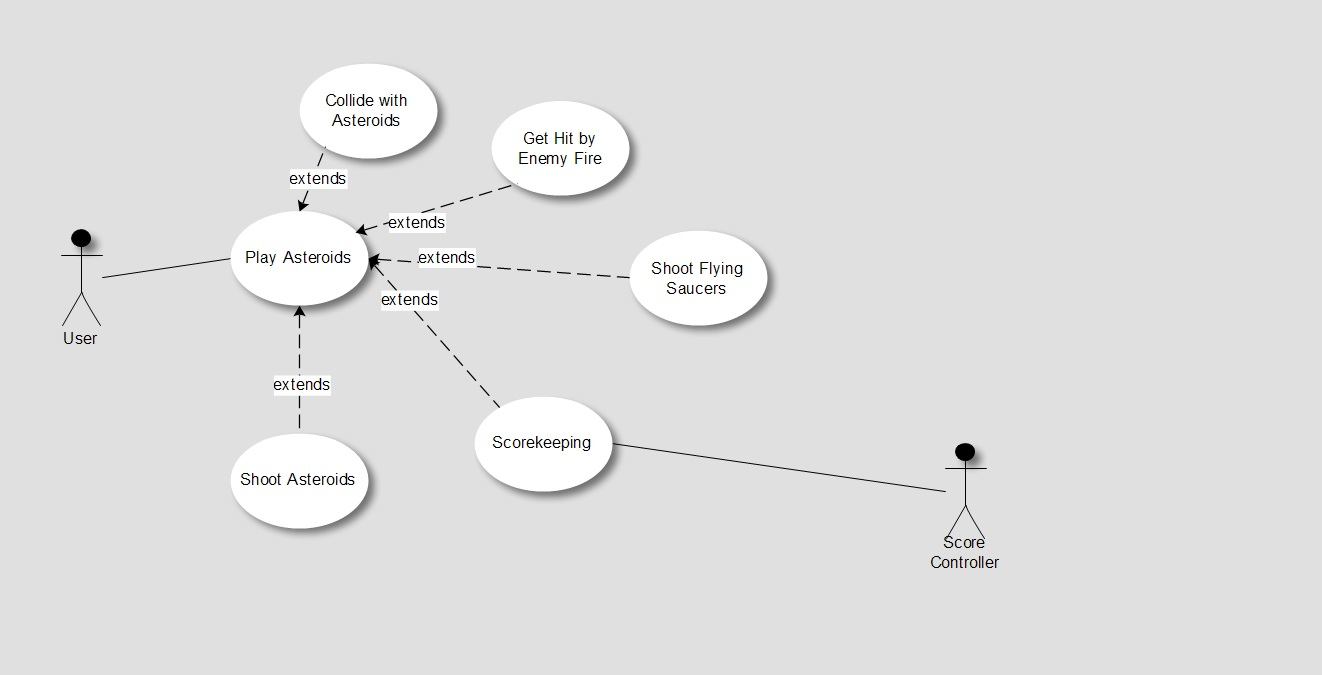 Collide with
Asteroids
Get Hit by
Enemy Fire
extends
extends
Play Asteroids
extends
Shoot Flying
Saucers
extends
User
extends
Scorekeeping
Shoot Asteroids
Score
Controller